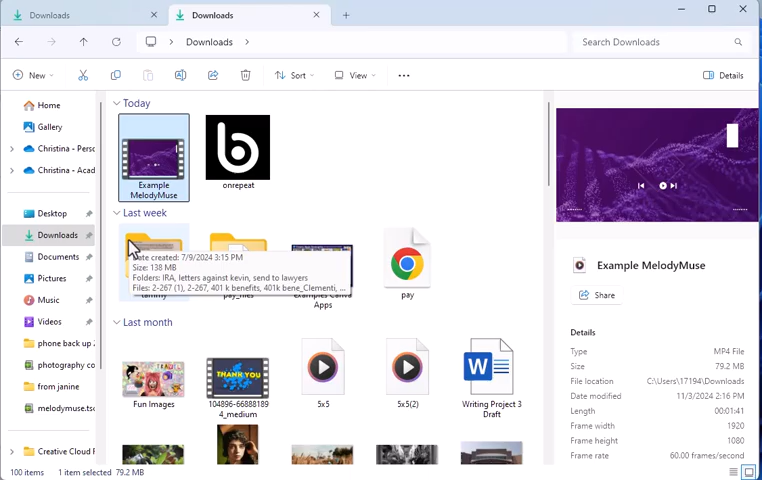 Downloads
Downloads
Downloads
Search Downloads
New
Sort
View
Details
Home
Gallery
Christina - Perso
Christina - Acad
Desktop
Downloads
Documents
Pictures
Music
Videos
phone back up 2
photography co
from janine
melodymuse.tsc
Creative Cloud F
Today
Example
MelodyMuse
onrepeat
Last week
Date created: 7/9/2024 3:15 PM
Size: 138 MB
Folders: IRA, letters against kevin, send to lawyers
Files: 2-267 (1), 2-267, 401 k benefits, 401k bene_Clementi, ...
tammy
pay_files
Examples Canva
Apps
pay
Last month
Fun Images
104896-66888189
4_medium
5x5
5x5(2)
Writing Project 3
Draft
THANK YOU
Example MelodyMuse
Share
Details
Type MP4 File
Size 79.2 MB
File location C:\Users\17194\Downloads
Date modified 11/3/2024 2:16 PM
Length 00:01:41
Frame width 1920
Frame height 1080
Frame rate 60.00 frames/second
100 items 1 item selected 79.2 MB